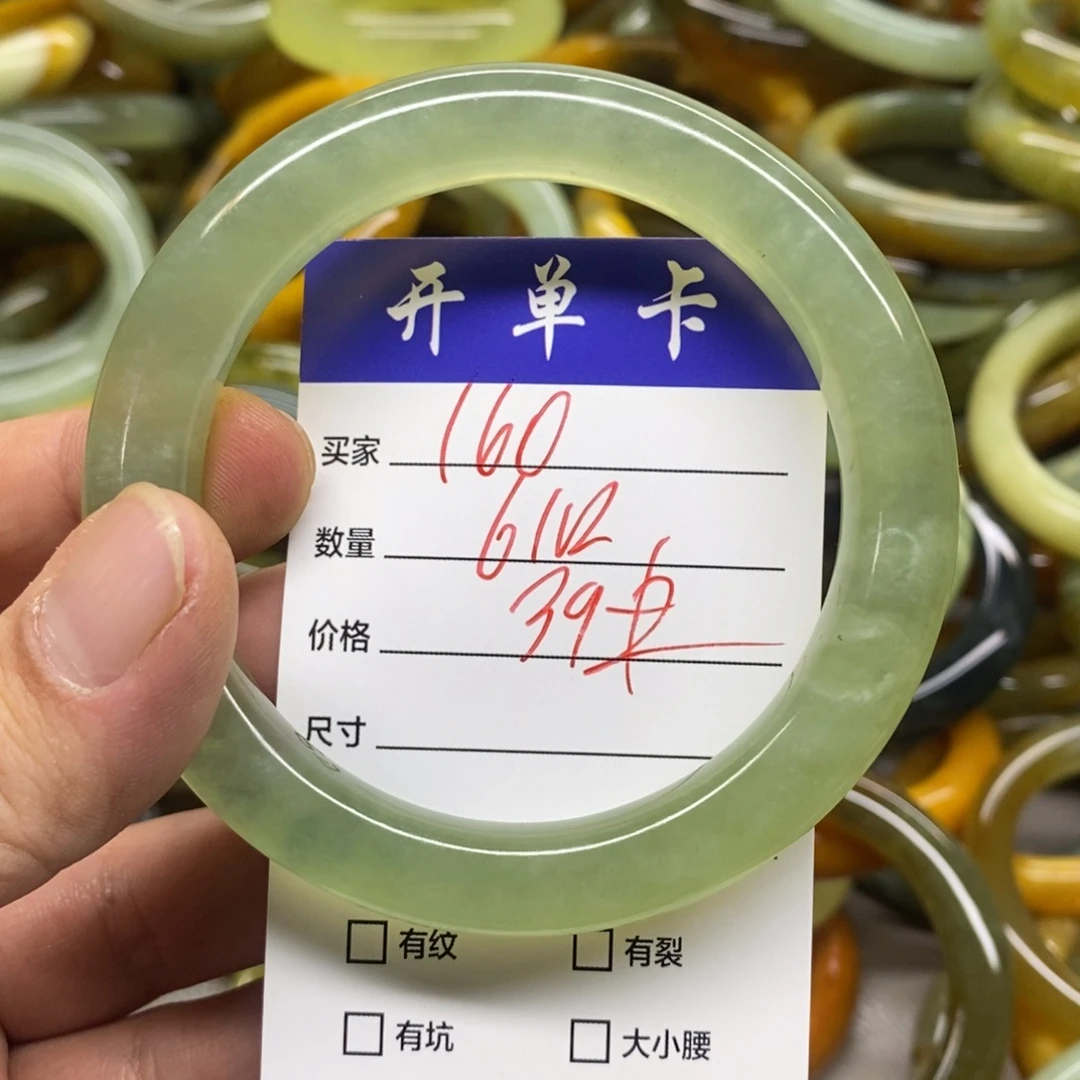 开单卡
买家 160
数量
价格 39
尺寸
有纹 有裂
有坑 大小腰